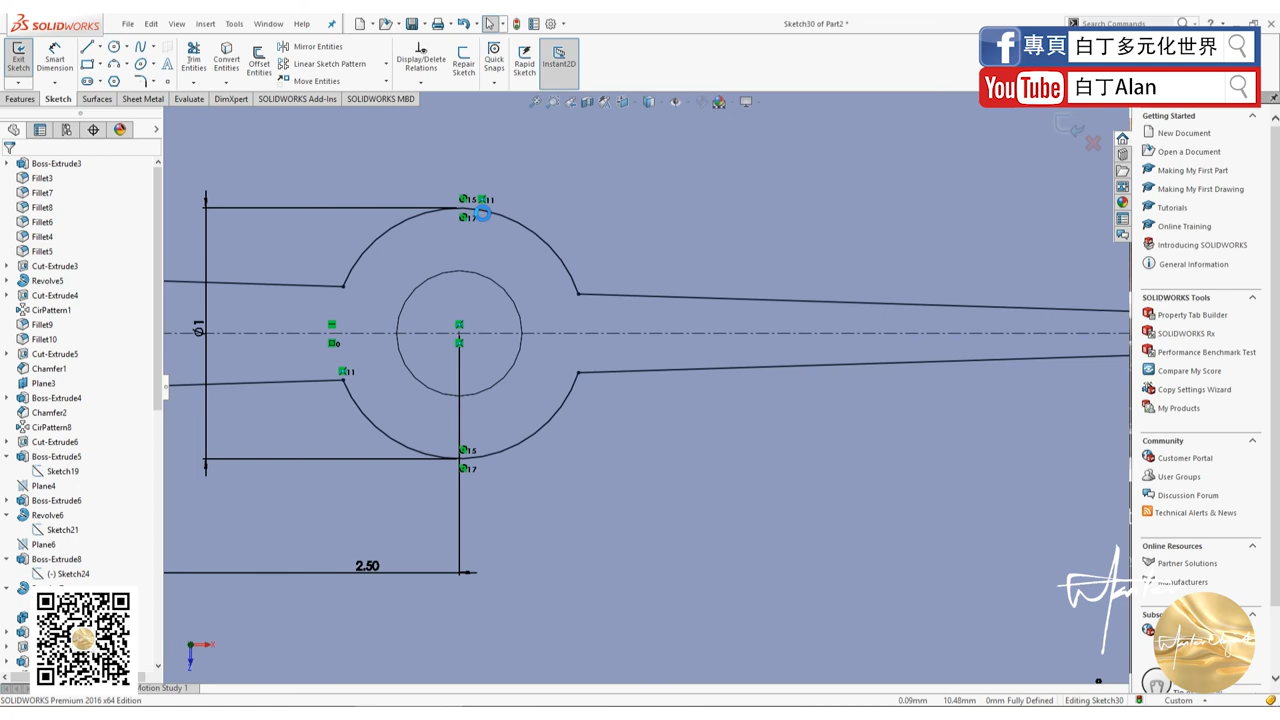 SOLIDWORKS
File Edit View Insert Tools Window Help
Sketch30 of Part2 *
Search Commands
Exit Sketch
Smart Dimension
Trim Entities
Convert Entities
Offset Entities
Mirror Entities
Linear Sketch Pattern
Move Entities
Display/Delete Relations
Repair Sketch
Quick Snaps
Rapid Sketch
Instant2D
專頁 白丁多元化世界
YouTube 白丁Alan
Features Sketch Surfaces Sheet Metal Evaluate DimXpert SOLIDWORKS Add-Ins SOLIDWORKS MBD
Boss-Extrude3
Fillet3
Fillet7
Fillet8
Fillet6
Fillet4
Fillet5
Cut-Extrude3
Revolve5
Cut-Extrude4
CirPattern1
Fillet9
Fillet10
Cut-Extrude5
Chamfer1
Plane3
Boss-Extrude4
Chamfer2
CirPattern8
Cut-Extrude6
Boss-Extrude5
Sketch19
Plane4
Boss-Extrude6
Revolve6
Sketch21
Plane6
Boss-Extrude8
(-) Sketch24
15 11
17
Ø1
0
11
15
17
2.50
X
Z
Getting Started
New Document
Open a Document
Making My First Part
Making My First Drawing
Tutorials
Online Training
Introducing SOLIDWORKS
General Information
SOLIDWORKS Tools
Property Tab Builder
SOLIDWORKS Rx
Performance Benchmark Test
Compare My Score
Copy Settings Wizard
My Products
Community
Customer Portal
User Groups
Discussion Forum
Technical Alerts & News
Online Resources
Partner Solutions
Manufacturers
Motion Study 1
SOLIDWORKS Premium 2016 x64 Edition
0.09mm 10.48mm 0mm Fully Defined Editing Sketch30 Custom